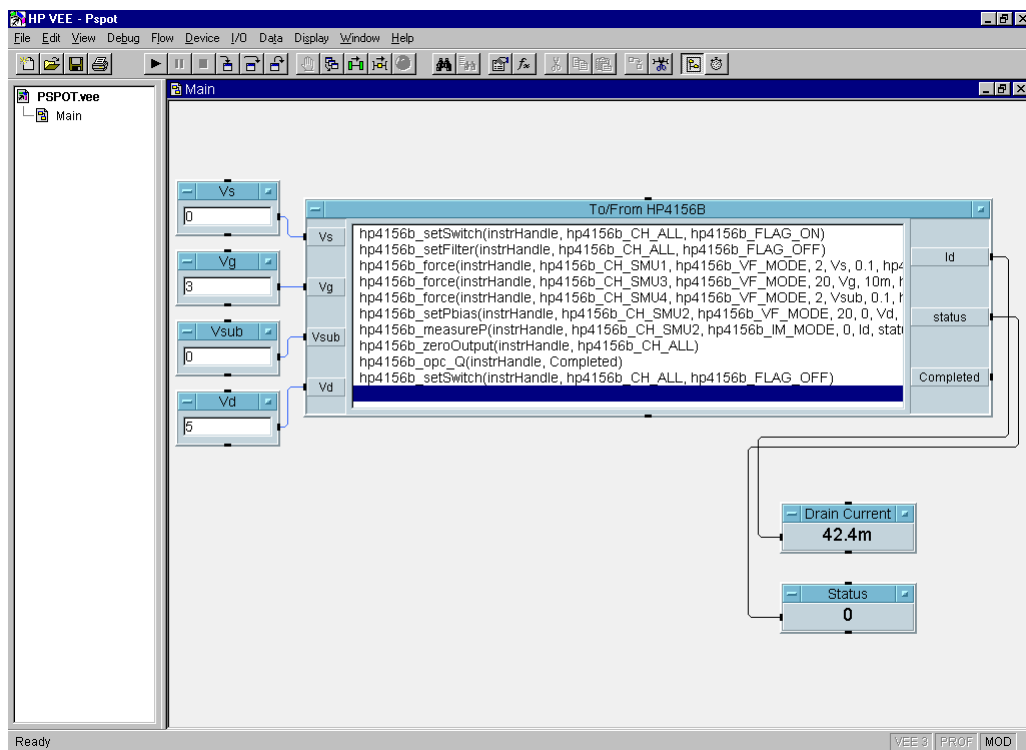 HP VEE - Pspot
File Edit View Debug Flow Device I/O Data Display Window Help
PSPOT.vee
Main
Main
Vs
0
Vg
3
Vsub
0
Vd
5
To/From HP4156B
Vs
Vg
Vsub
Vd
hp4156b_setSwitch(instrHandle, hp4156b_CH_ALL, hp4156b_FLAG_ON)
hp4156b_setFilter(instrHandle, hp4156b_CH_ALL, hp4156b_FLAG_OFF)
hp4156b_force(instrHandle, hp4156b_CH_SMU1, hp4156b_VF_MODE, 2, Vs, 0.1, hp4
hp4156b_force(instrHandle, hp4156b_CH_SMU3, hp4156b_VF_MODE, 20, Vg, 10m,
hp4156b_force(instrHandle, hp4156b_CH_SMU4, hp4156b_VF_MODE, 2, Vsub, 0.1,
hp4156b_setPbias(instrHandle, hp4156b_CH_SMU2, hp4156b_VF_MODE, 20, 0, Vd,
hp4156b_measureP(instrHandle, hp4156b_CH_SMU2, hp4156b_IM_MODE, 0, Id,
hp4156b_zeroOutput(instrHandle, hp4156b_CH_ALL)
hp4156b_opc_Q(instrHandle, Completed)
hp4156b_setSwitch(instrHandle, hp4156b_CH_ALL, hp4156b_FLAG_OFF)
Id
status
Completed
Drain Current
42.4m
Status
0
Ready
VEE 3 PROF MOD